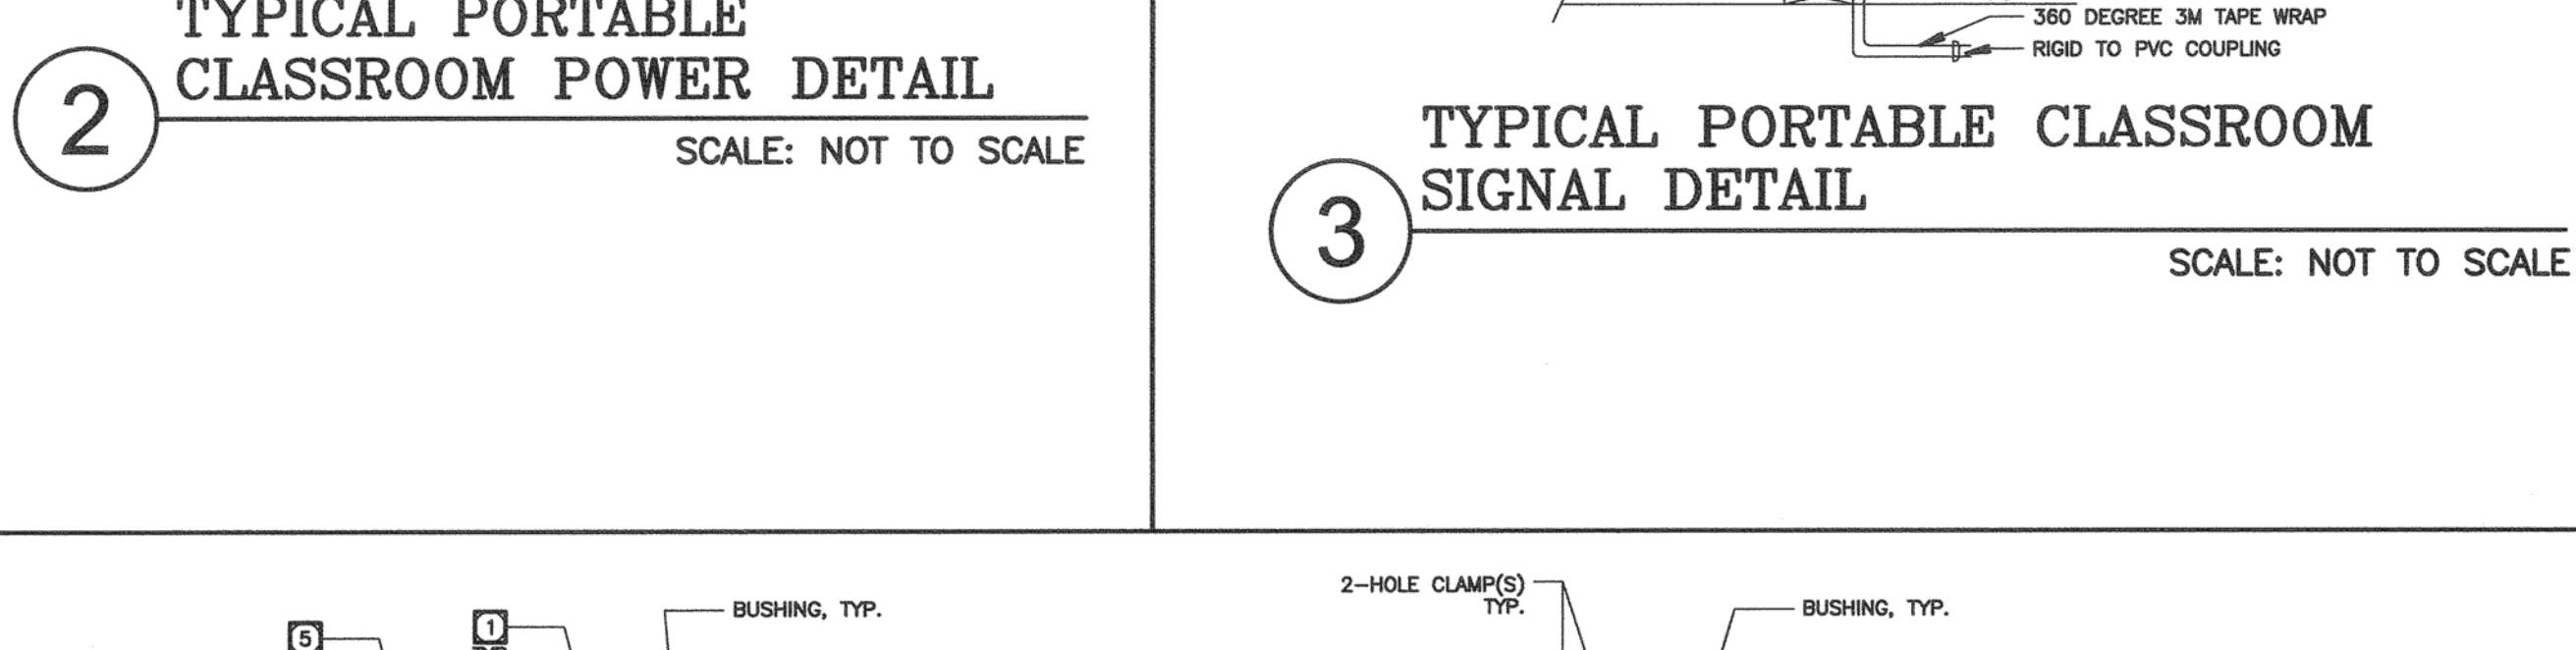 TYPICAL PORTABLE
CLASSROOM POWER DETAIL
2
SCALE: NOT TO SCALE
360 DEGREE 3M TAPE WRAP
RIGID TO PVC COUPLING
TYPICAL PORTABLE CLASSROOM
SIGNAL DETAIL
3
SCALE: NOT TO SCALE
5
1
BUSHING, TYP.
2-HOLE CLAMP(S)
TYP.
BUSHING, TYP.